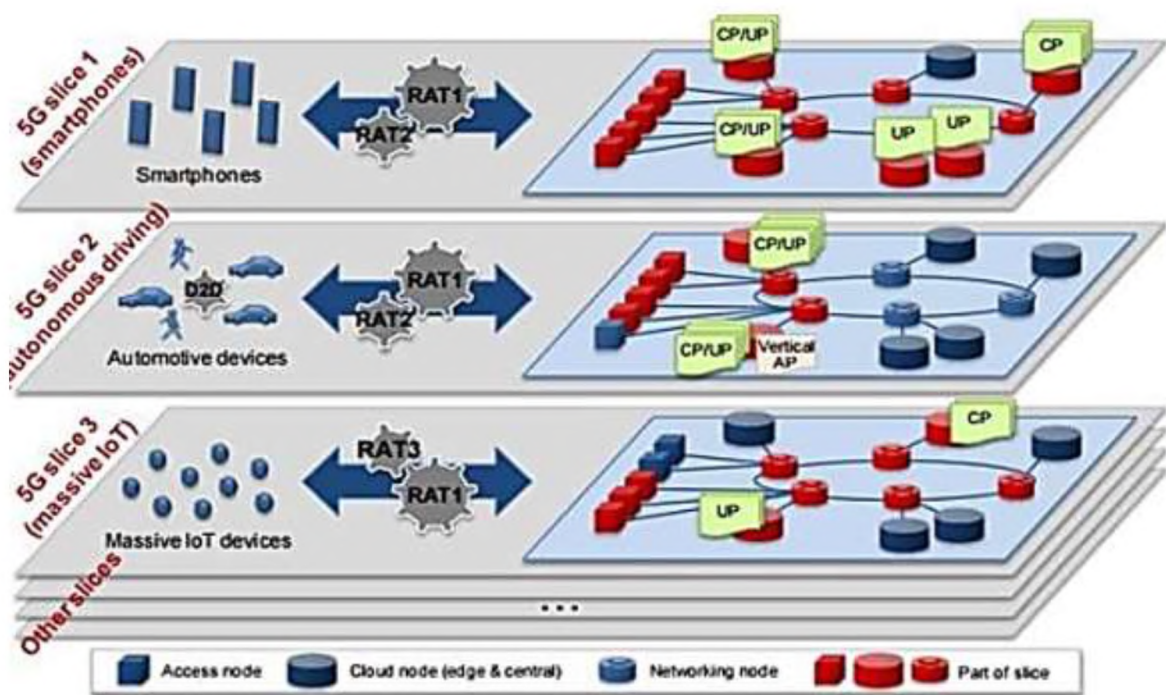 5G slice 1
(smartphones)
Smartphones
RAT1
RAT2
CP/UP
CP
CP/UP
UP
UP
5G slice 2
autonomous driving)
D2D
Automotive devices
RAT1
RAT2
CP/UP
CP/UP
Vertical
AP
5G slice 3
(massive IoT)
Massive IoT devices
RAT3
RAT1
CP
UP
Other slices
...
Access node
Cloud node (edge & central)
Networking node
Part of slice